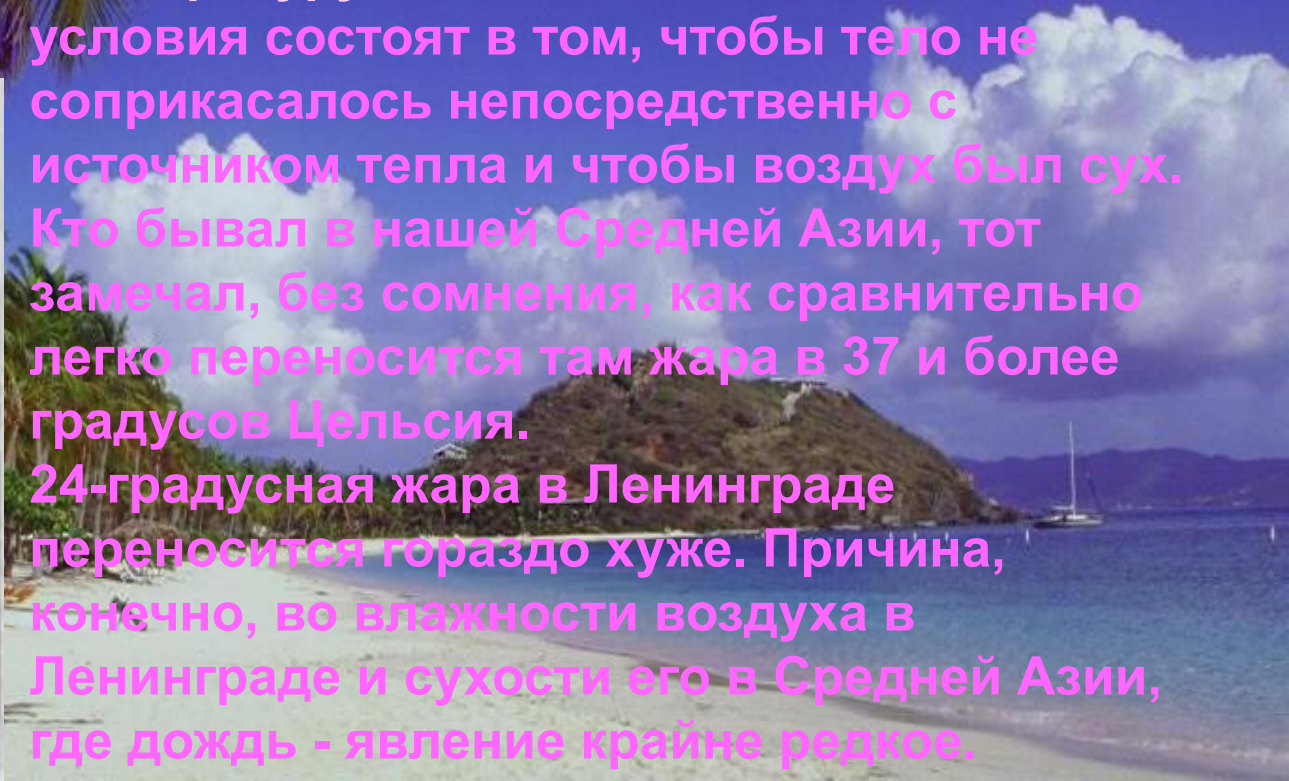 условия состоят в том, чтобы тело не
соприкасалось непосредственно с
источником тепла и чтобы воздух был сух.
Кто бывал в нашей Средней Азии, тот
замечал, без сомнения, как сравнительно
легко переносится там жара в 37 и более
градусов Цельсия.
24-градусная жара в Ленинграде
переносится гораздо хуже. Причина,
конечно, во влажности воздуха в
Ленинграде и сухости его в Средней Азии,
где дождь - явление крайне редкое.